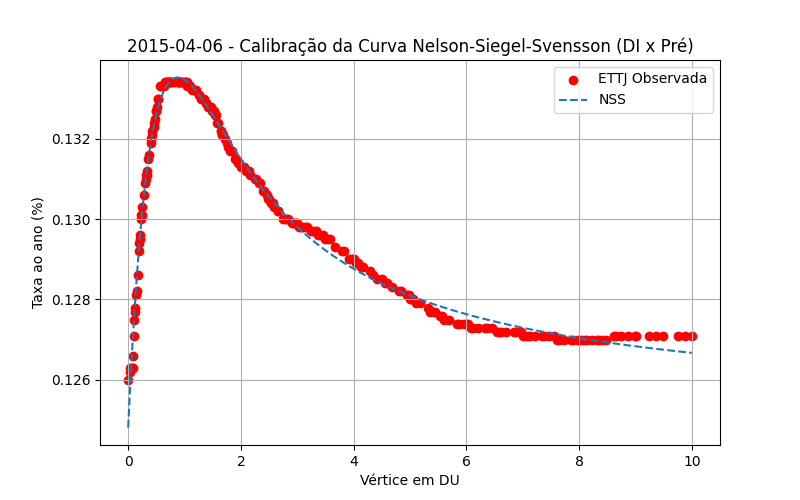 2015-04-06 - Calibração da Curva Nelson-Siegel-Svensson (DI x Pré)
ETTJ Observada
NSS
Taxa ao ano (%)
0.132
0.130
0.128
0.126
0 2 4 6 8 10
Vértice em DU